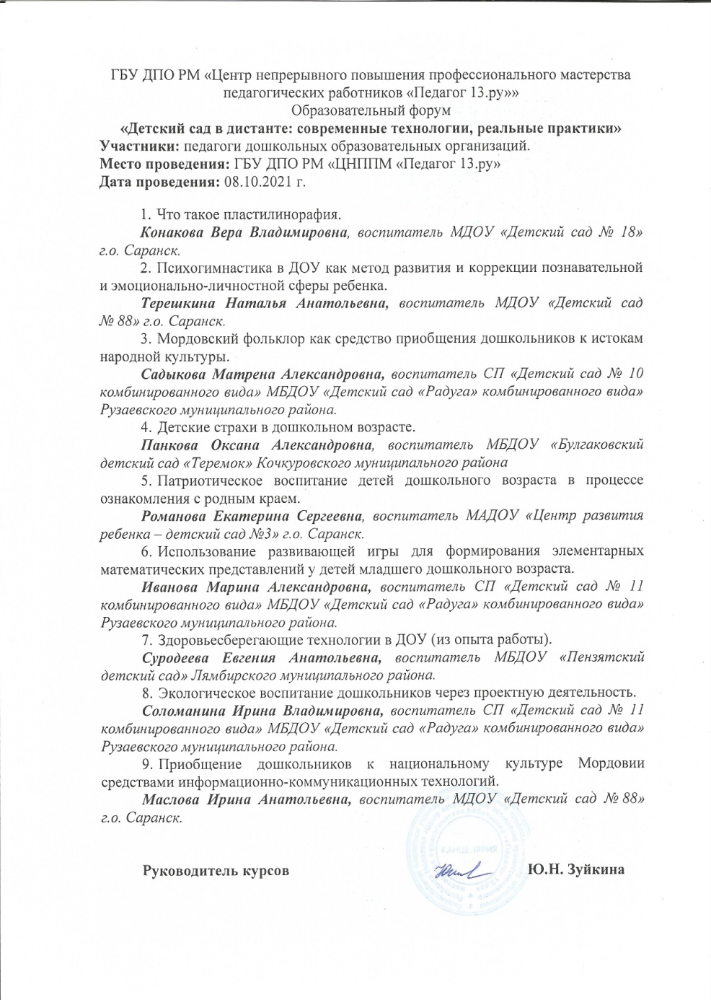 ГБУ ДПО РМ «Центр непрерывного повышения профессионального мастерства
педагогических работников «Педагог 13.ру»»
Образовательный форум
«Детский сад в дистанте: современные технологии, реальные практики»
Участники: педагоги дошкольных образовательных организаций.
Место проведения: ГБУ ДПО РМ «ЦНППМ «Педагог 13.ру»
Дата проведения: 08.10.2021 г.
1. Что такое пластилинорафия.
Конакова Вера Владимировна, воспитатель МДОУ «Детский сад № 18»
г.о. Саранск.
2. Психогимнастика в ДОУ как метод развития и коррекции познавательной
и эмоционально-личностной сферы ребенка.
Терешкина Наталья Анатольевна, воспитатель МДОУ «Детский сад
№ 88» г.о. Саранск.
3. Мордовский фольклор как средство приобщения дошкольников к истокам
народной культуры.
Садыкова Матрена Александровна, воспитатель СП «Детский сад № 10
комбинированного вида» МБДОУ «Детский сад «Радуга» комбинированного вида»
Рузаевского муниципального района.
4. Детские страхи в дошкольном возрасте.
Панкова Оксана Александровна, воспитатель МБДОУ «Булгаковский
детский сад «Теремок» Кочкуровского муниципального района
5. Патриотическое воспитание детей дошкольного возраста в процессе
ознакомления с родным краем.
Романова Екатерина Сергеевна, воспитатель МАДОУ «Центр развития
ребенка – детский сад №3» г.о. Саранск.
6. Использование развивающей игры для формирования элементарных
математических представлений у детей младшего дошкольного возраста.
Иванова Марина Александровна, воспитатель СП «Детский сад № 11
комбинированного вида» МБДОУ «Детский сад «Радуга» комбинированного вида»
Рузаевского муниципального района.
7. Здоровьесберегающие технологии в ДОУ (из опыта работы).
Суродеева Евгения Анатольевна, воспитатель МБДОУ «Пензятский
детский сад» Лямбирского муниципального района.
8. Экологическое воспитание дошкольников через проектную деятельность.
Соломанина Ирина Владимировна, воспитатель СП «Детский сад № 11
комбинированного вида» МБДОУ «Детский сад «Радуга» комбинированного вида»
Рузаевского муниципального района.
9. Приобщение дошкольников к национальному культуре Мордовии
средствами информационно-коммуникационных технологий.
Маслова Ирина Анатольевна, воспитатель МДОУ «Детский сад № 88»
г.о. Саранск.
КАНЦЕЛЯРИЯ
Руководитель курсов Ю.Н. Зуйкина